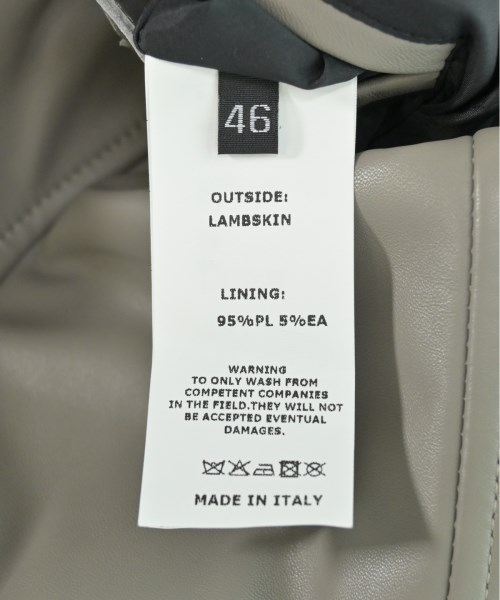 46
OUTSIDE:
LAMBSKIN
LINING:
95%PL 5%EA
WARNING
TO ONLY WASH FROM
COMPETENT COMPANIES
IN THE FIELD.THEY WILL NOT
BE ACCEPTED EVENTUAL
DAMAGES.
MADE IN ITALY